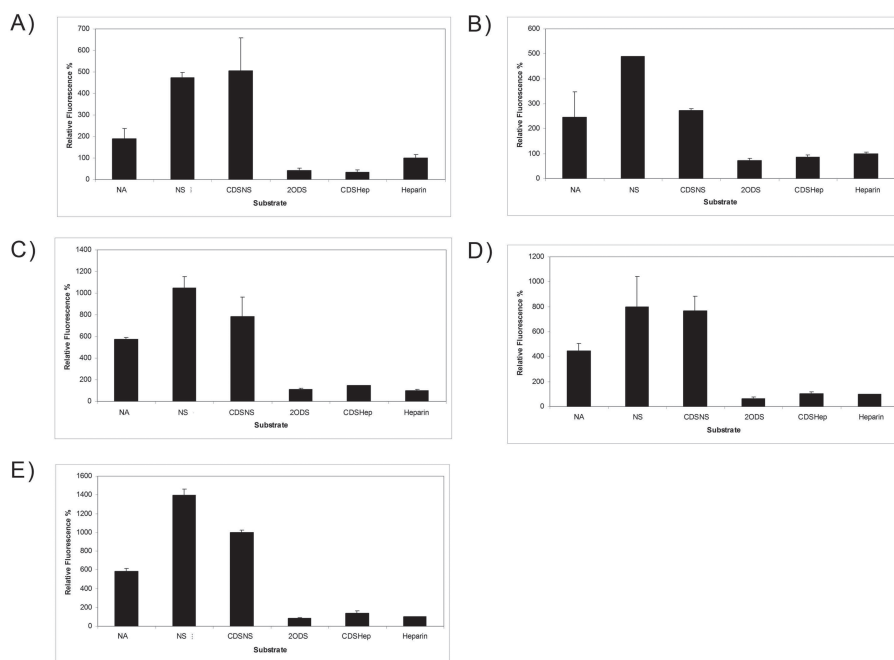 A)
700
600
500
400
300
200
100
0
Relative Fluorescence %
NA NS CDSNS 2ODS CDSHep Heparin
Substrate
B)
600
500
400
300
200
100
0
Relative Fluorescence %
NA NS CDSNS 2ODS CDSHep Heparin
Substrate
C)
1400
1200
1000
800
600
400
200
0
Relative Fluorescence %
NA NS CDSNS 2ODS CDSHep Heparin
Substrate
D)
1200
1000
800
600
400
200
0
Relative Fluorescence %
NA NS CDSNS 2ODS CDSHep Heparin
Substrate
E)
1600
1400
1200
1000
800
600
400
200
0
Relative Fluorescence %
NA NS CDSNS 2ODS CDSHep Heparin
Substrate